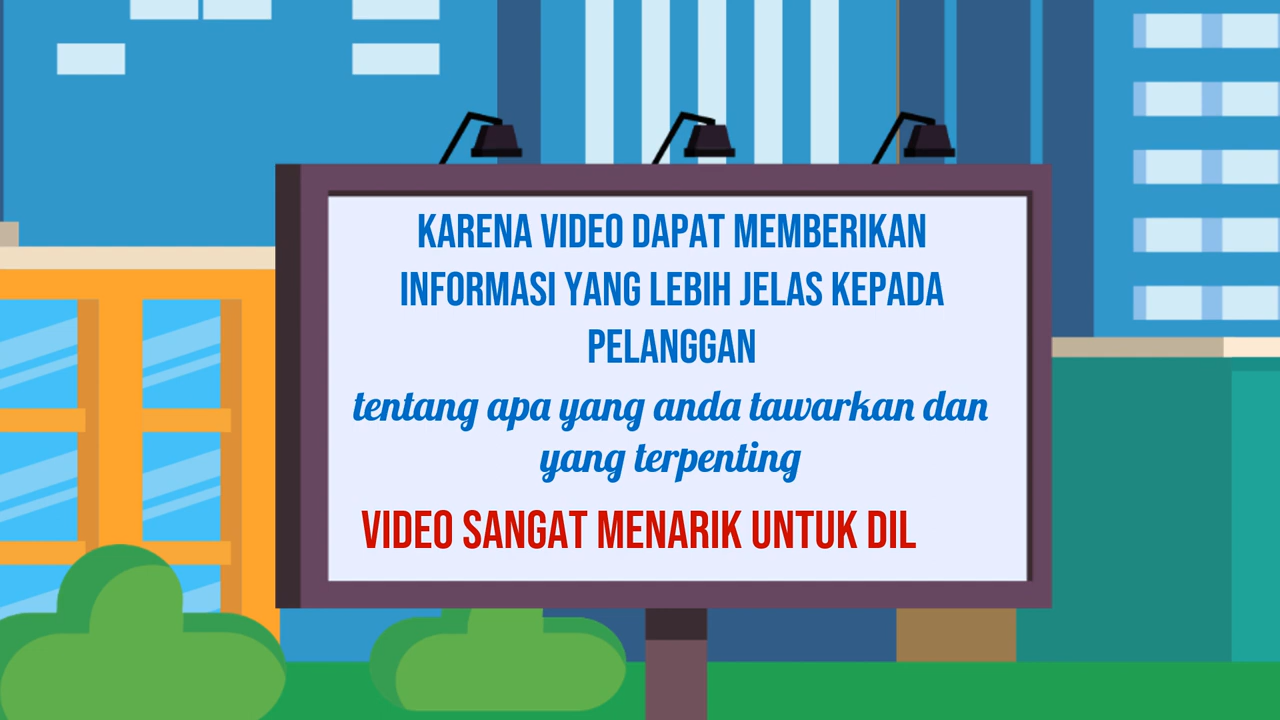 KARENA VIDEO DAPAT MEMBERIKAN
INFORMASI YANG LEBIH JELAS KEPADA
PELANGGAN
tentang apa yang anda tawarkan dan
yang terpenting
VIDEO SANGAT MENARIK UNTUK DIL